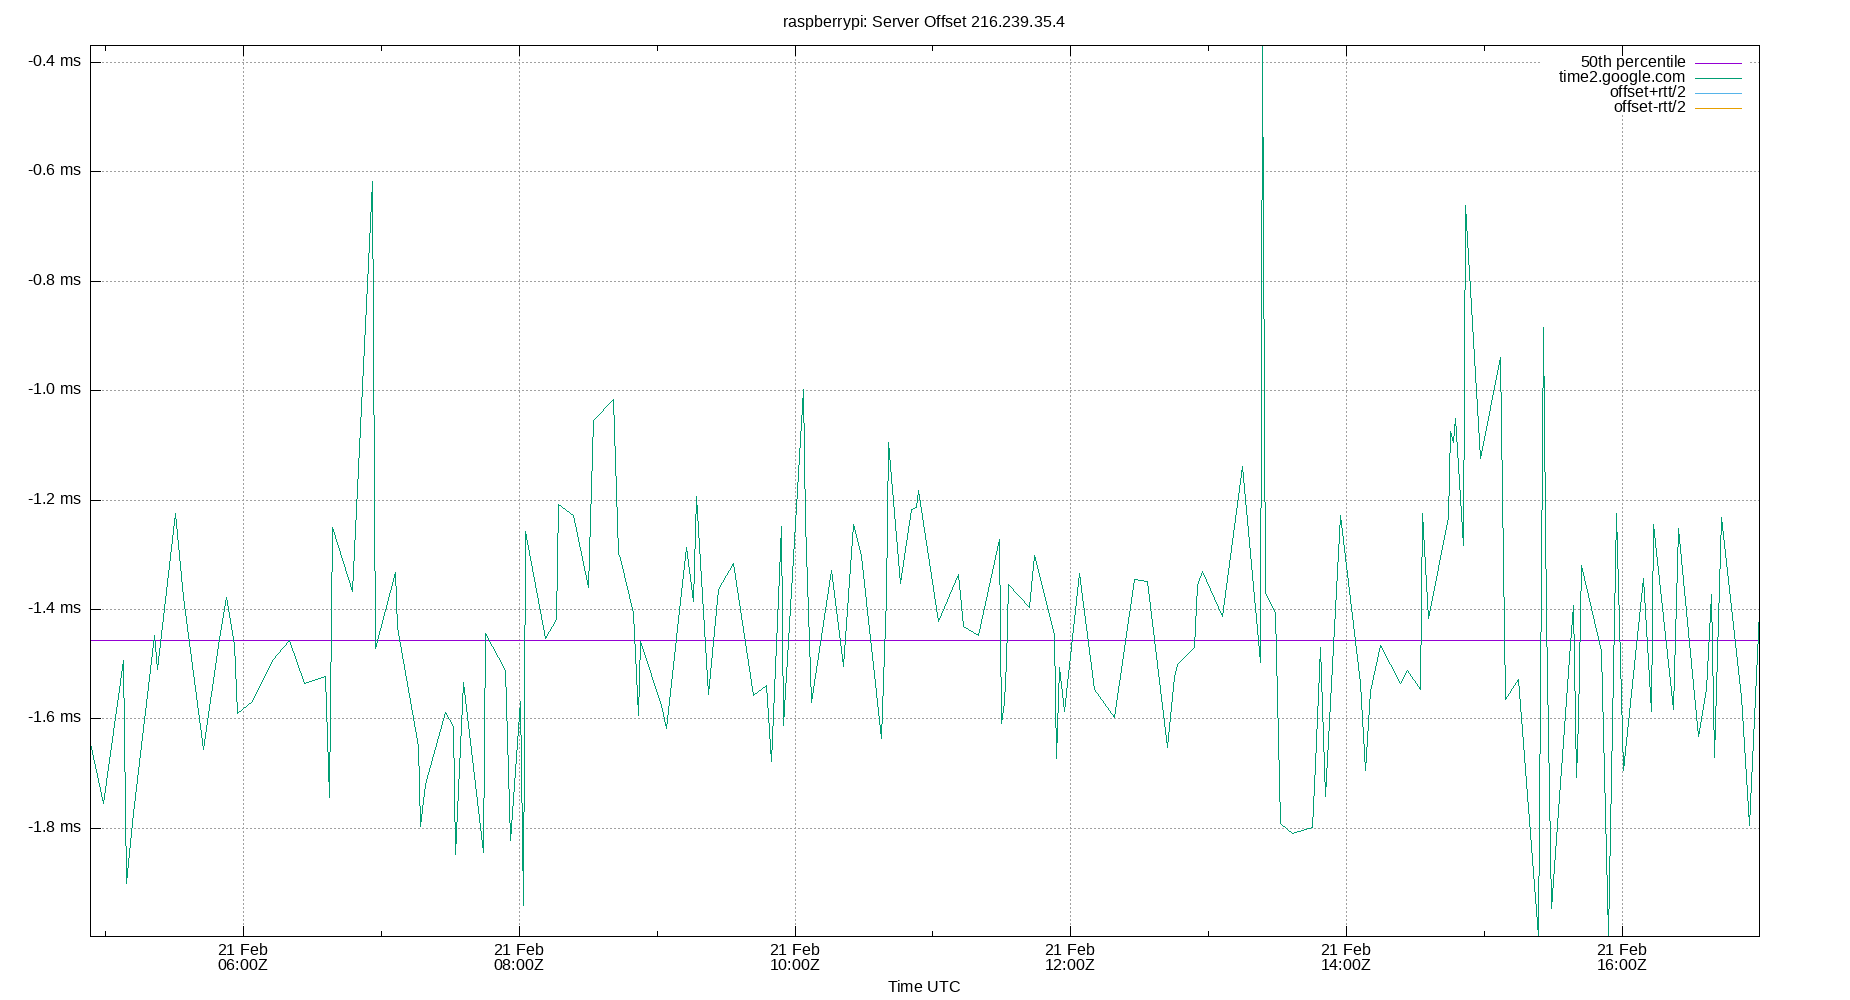 raspberrypi: Server Offset 216.239.35.4
-0.4 ms
-0.6 ms
-0.8 ms
-1.0 ms
-1.2 ms
-1.4 ms
-1.6 ms
-1.8 ms
50th percentile
time2.google.com
offset+rtt/2
offset-rtt/2
21 Feb 21 Feb 21 Feb 21 Feb 21 Feb 21 Feb
06:00Z 08:00Z 10:00Z 12:00Z 14:00Z 16:00Z
Time UTC